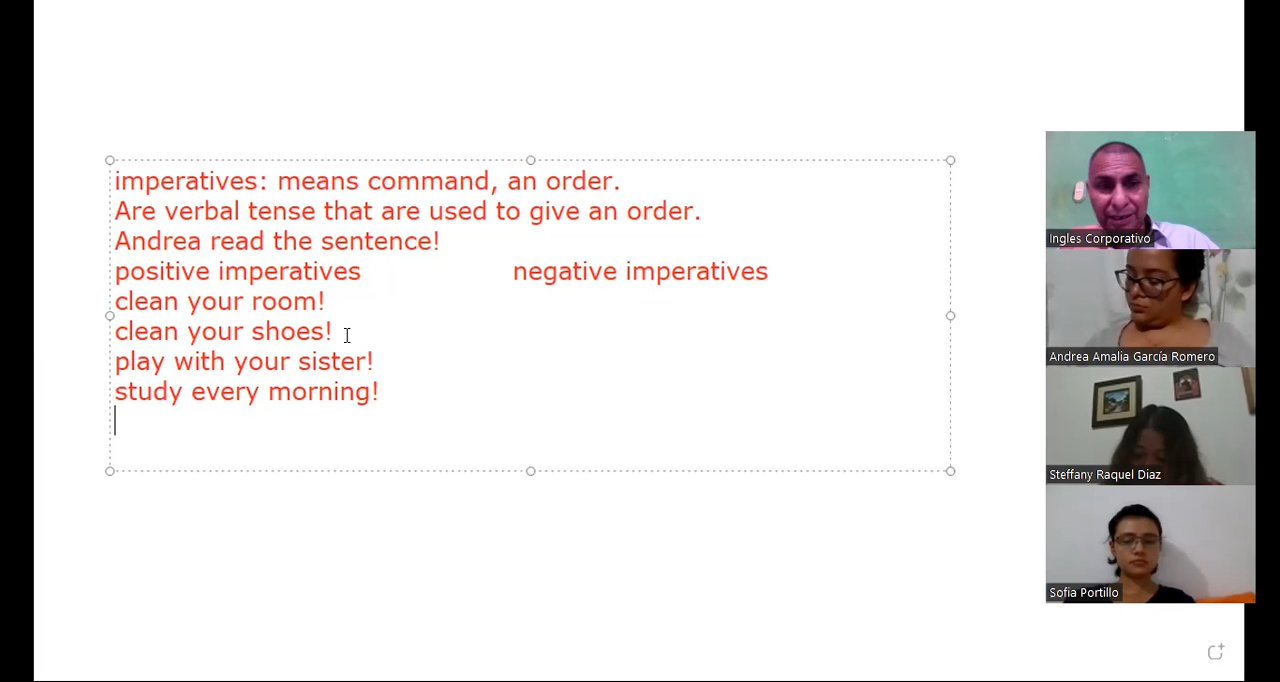 imperatives: means command, an order.
Are verbal tense that are used to give an order.
Andrea read the sentence!
positive imperatives negative imperatives
clean your room!
clean your shoes!
play with your sister!
study every morning!
Ingles Corporativo
Andrea Amalia García Romero
Steffany Raquel Diaz
Sofia Portillo